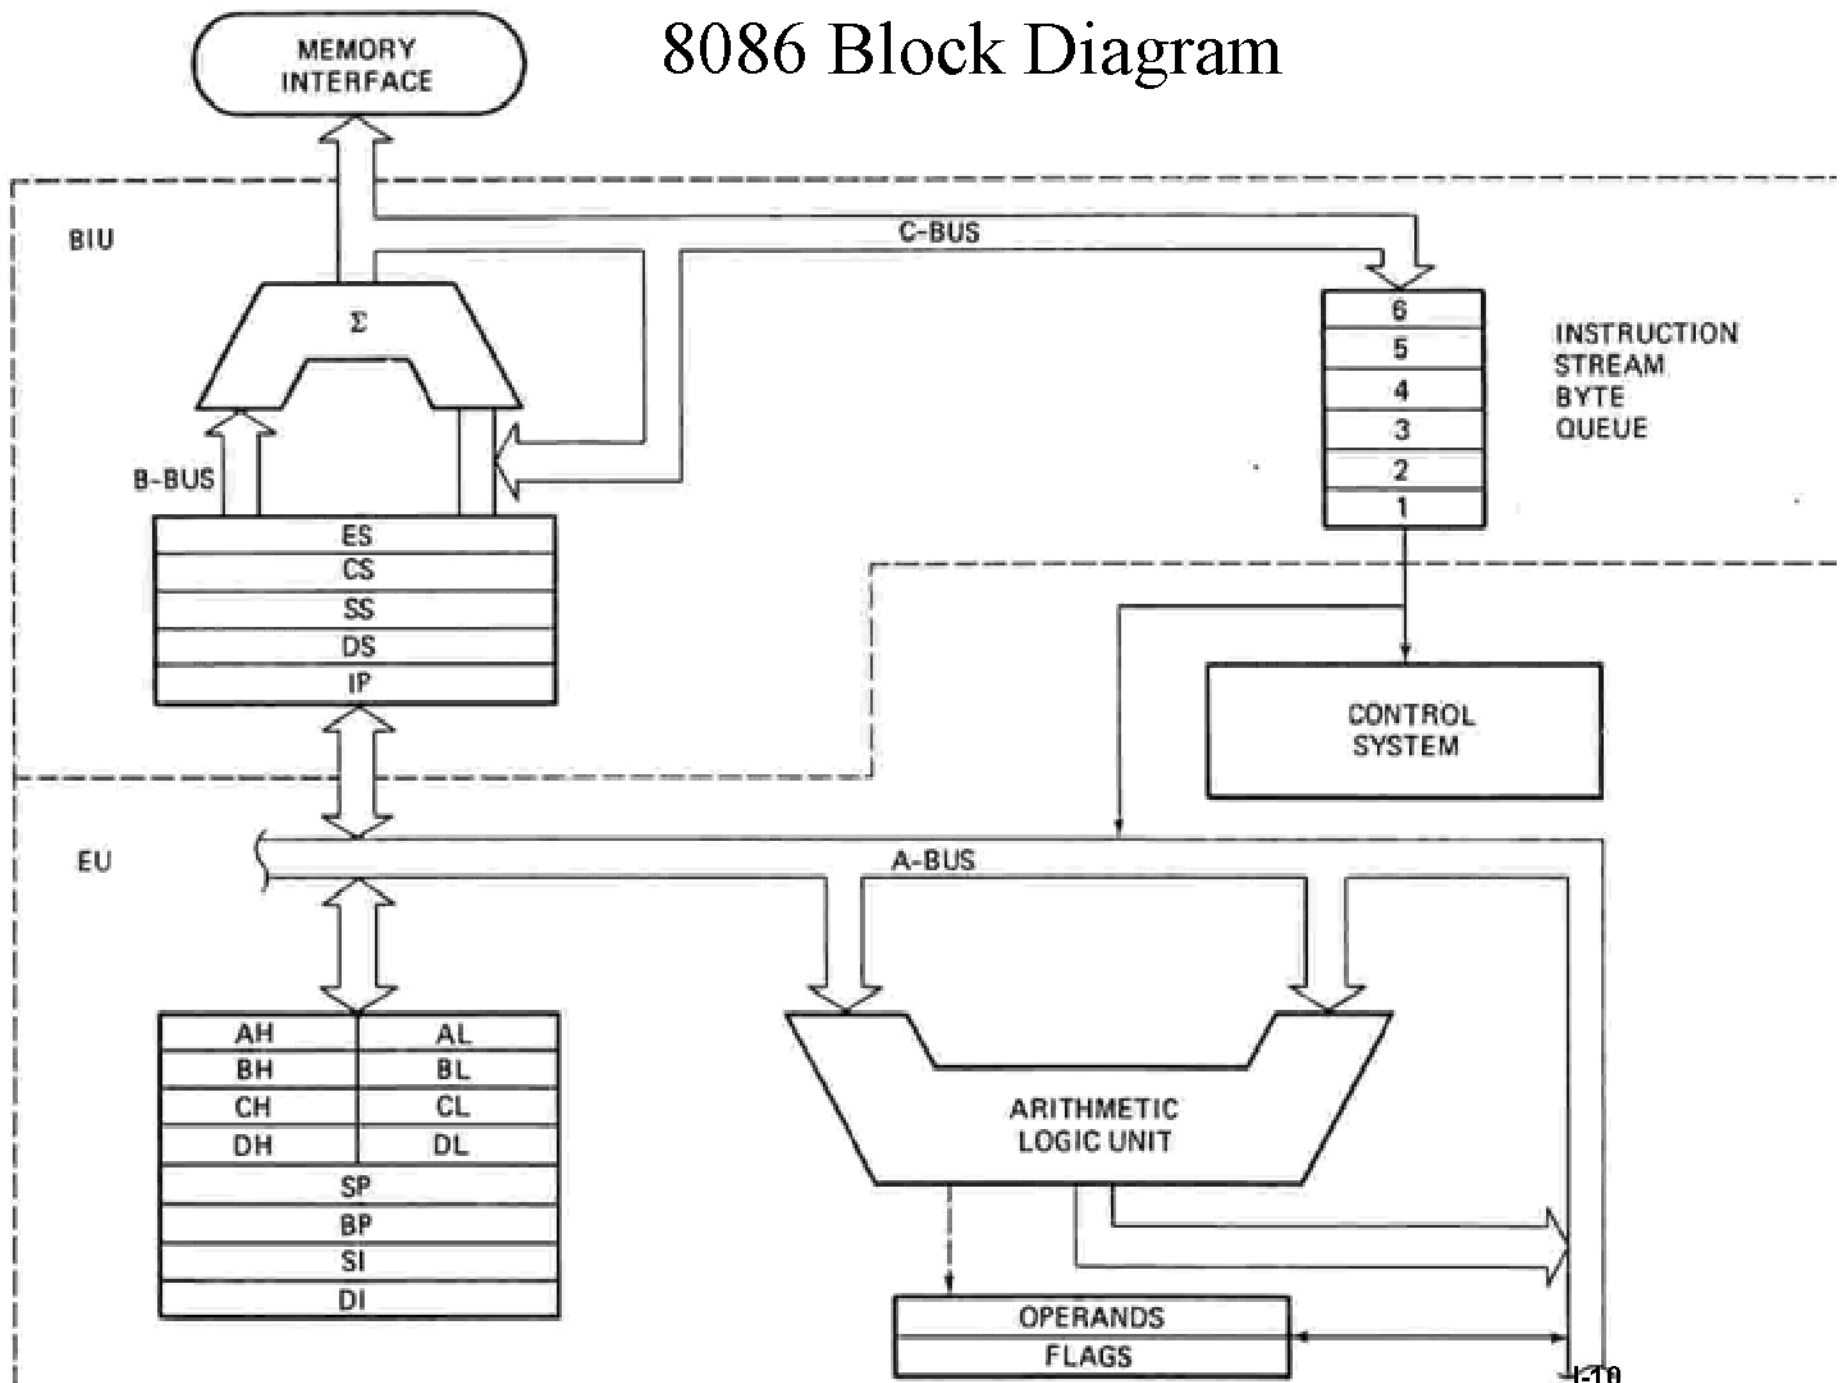 8086 Block Diagram
MEMORY
INTERFACE
BIU
C-BUS
Σ
B-BUS
6
5
4
3
2
1
INSTRUCTION
STREAM
BYTE
QUEUE
ES
CS
SS
DS
IP
CONTROL
SYSTEM
EU
A-BUS
AH AL
BH BL
CH CL
DH DL
SP
BP
SI
DI
ARITHMETIC
LOGIC UNIT
OPERANDS
FLAGS
I-10